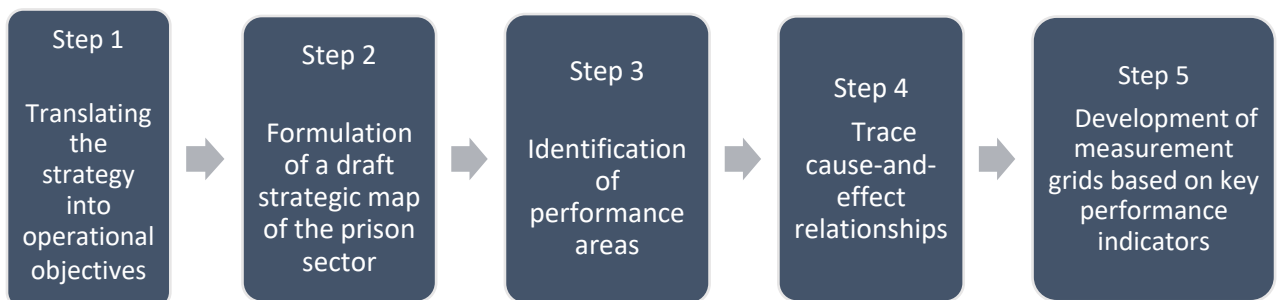 Step 1
Translating
the
strategy
into
operational
objectives
Step 2
Formulation
of a draft
strategic map
of the prison
sector
Step 3
Identification
of
performance
areas
Step 4
Trace
cause-and-
effect
relationships
Step 5
Development of
measurement
grids based on key
performance
indicators